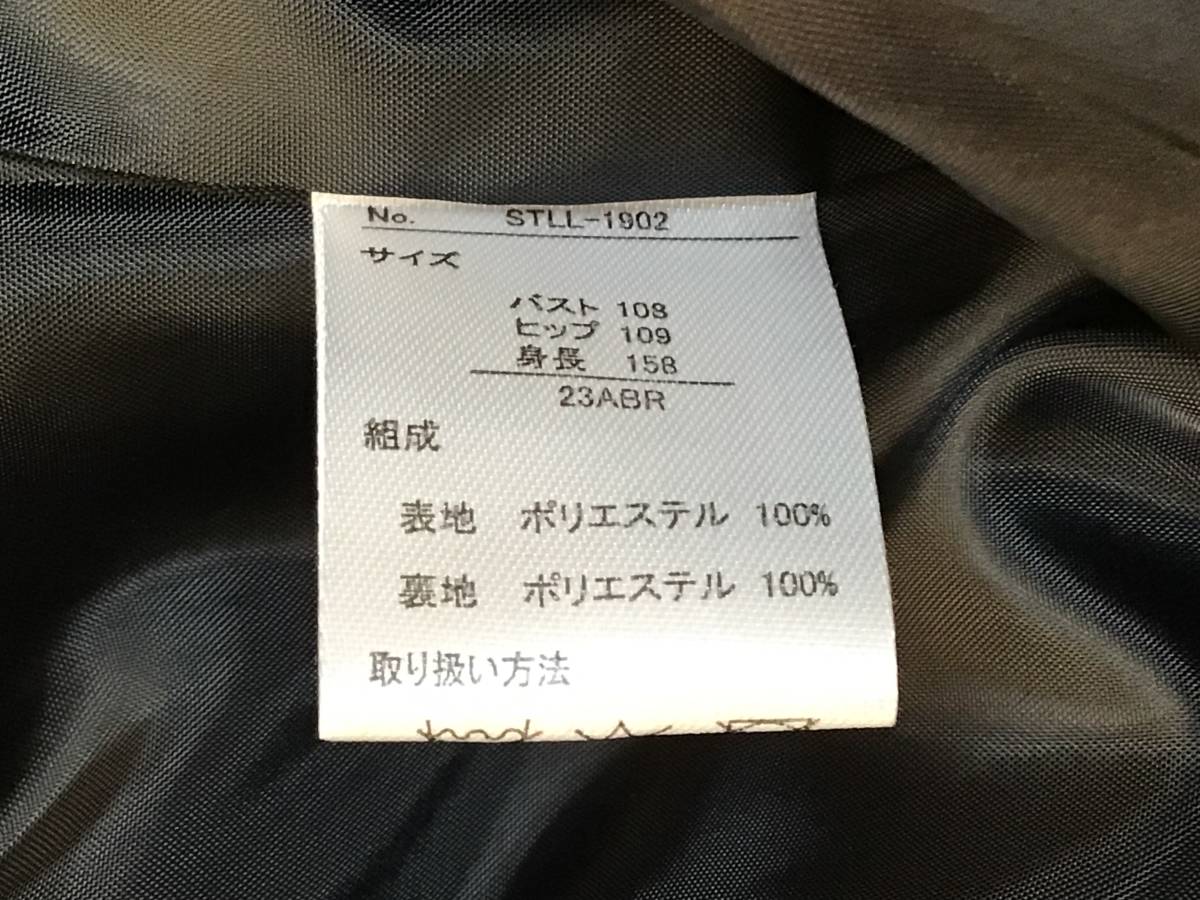 No. STLL-1902
サイズ
バスト 108
ヒップ 109
身長 158
23ABR
組成
表地 ポリエステル 100%
裏地 ポリエステル 100%
取り扱い方法